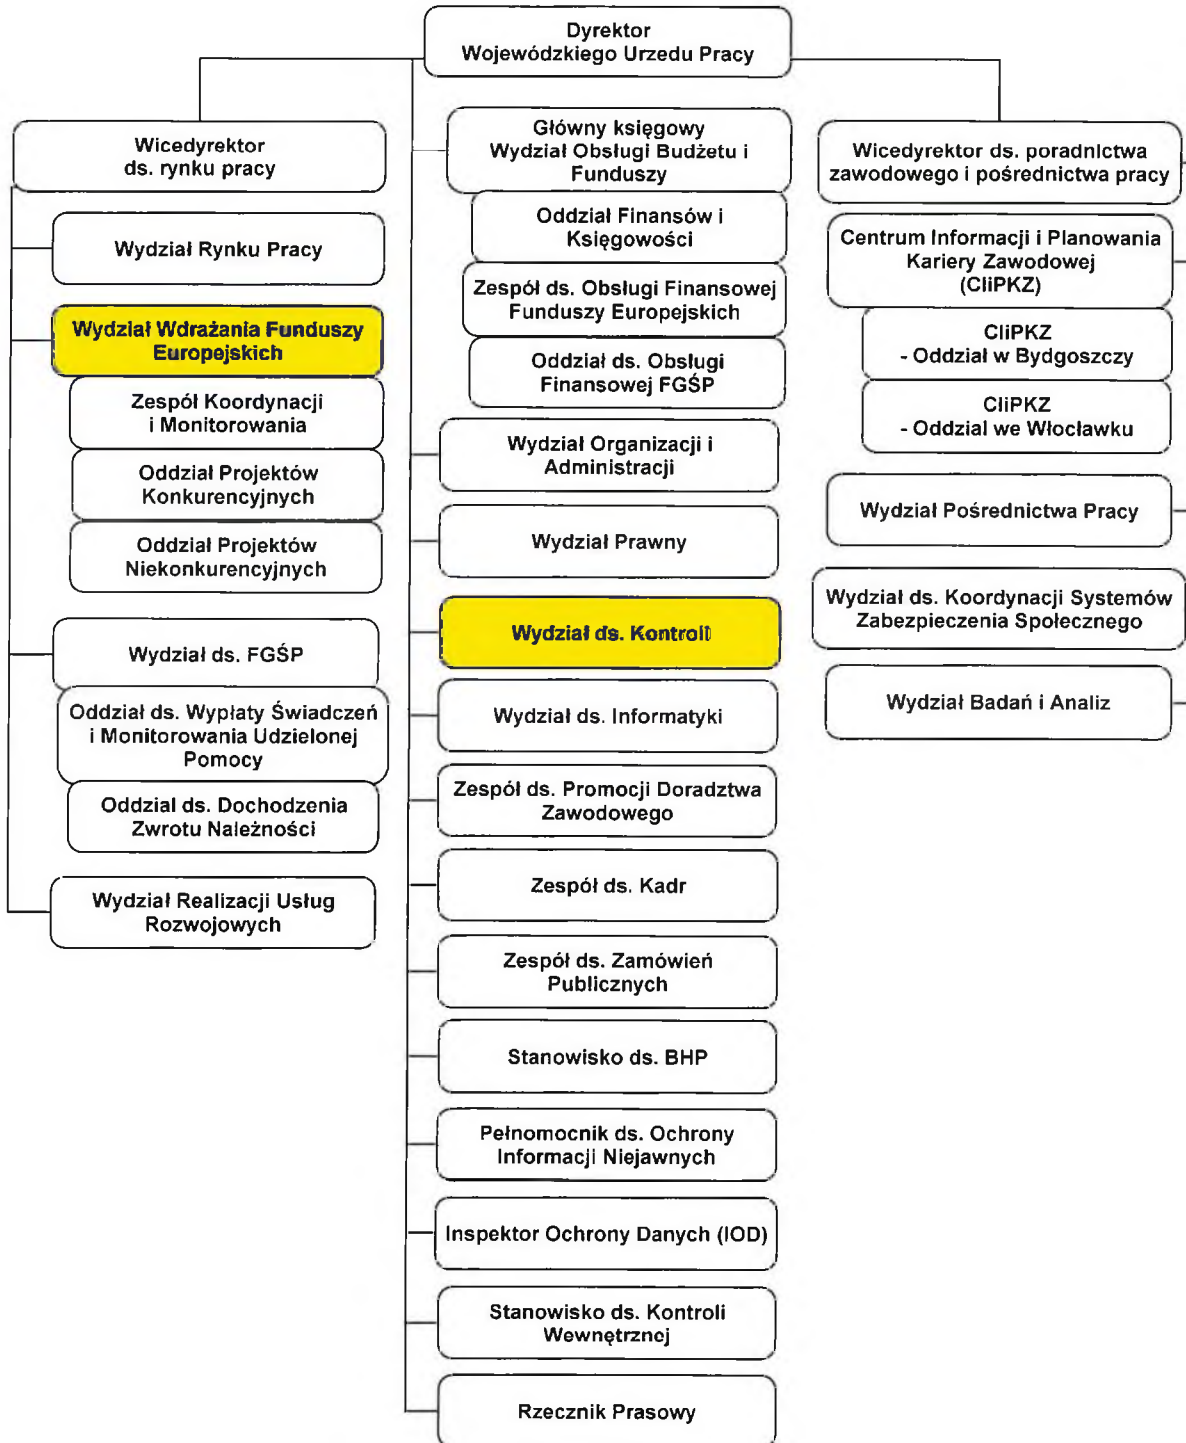 Dyrektor
Wojewódzkiego Urzedu Pracy
Wicedyrektor
ds. rynku pracy
Wydział Rynku Pracy
Wydział Wdrażania Funduszy
Europejskich
Zespół Koordynacji
i Monitorowania
Oddział Projektów
Konkurencyjnych
Oddział Projektów
Niekonkurencyjnych
Wydział ds. FGŚP
Oddział ds. Wypłaty Świadczeń
i Monitorowania Udzielonej
Pomocy
Oddział ds. Dochodzenia
Zwrotu Należności
Wydział Realizacji Usług
Rozwojowych
Główny księgowy
Wydział Obsługi Budżetu i
Funduszy
Oddział Finansów i
Księgowości
Zespół ds. Obsługi Finansowej
Funduszy Europejskich
Oddział ds. Obsługi
Finansowej FGŚP
Wydział Organizacji i
Administracji
Wydział Prawny
Wydział ds. Kontroli
Wydział ds. Informatyki
Zespół ds. Promocji Doradztwa
Zawodowego
Zespół ds. Kadr
Zespół ds. Zamówień
Publicznych
Stanowisko ds. BHP
Pełnomocnik ds. Ochrony
Informacji Niejawnych
Inspektor Ochrony Danych (IOD)
Stanowisko ds. Kontroli
Wewnętrznej
Rzecznik Prasowy
Wicedyrektor ds. poradnictwa
zawodowego i pośrednictwa pracy
Centrum Informacji i Planowania
Kariery Zawodowej
(CIiPKZ)
CIiPKZ
- Oddział w Bydgoszczy
CIiPKZ
- Oddział we Włocławku
Wydział Pośrednictwa Pracy
Wydział ds. Koordynacji Systemów
Zabezpieczenia Społecznego
Wydział Badań i Analiz